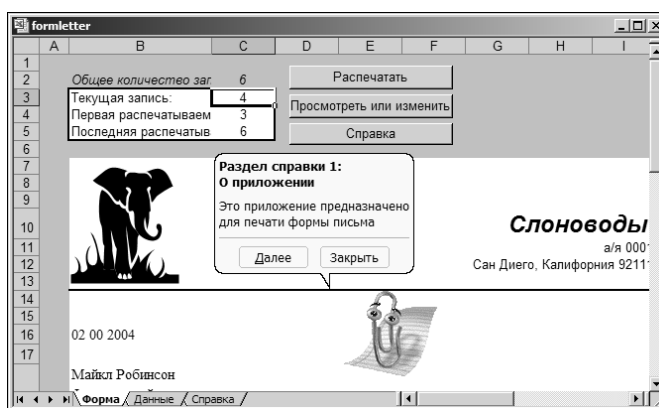 formletter
A B C D E F G H I
1
2 Общее количество зап 6 Распечатать
3 Текущая запись: 4
4 Первая распечатываем 3 Просмотреть или изменить
5 Последняя распечатыв 6 Справка
6
7 Раздел справки 1:
8 О приложении
9 Это приложение предназначено
10 для печати формы письма Слоноводы
11 а/я 0001
12 Далее Закрыть Сан Диего, Калифорния 92111
13
14
15
16 02 00 2004
17
Майкл Робинсон
Форма Данные Справка